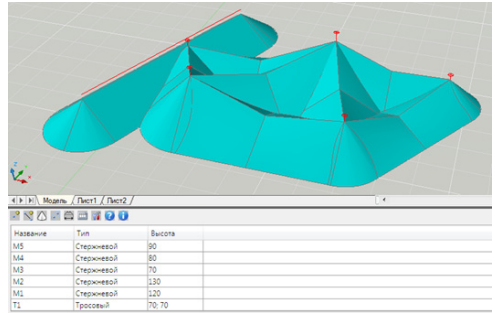 Модель / Лист1 / Лист2
Название Тип Высота
M5 Стержневой 90
M4 Стержневой 80
M3 Стержневой 70
M2 Стержневой 130
M1 Стержневой 120
T1 Тросовый 70; 70